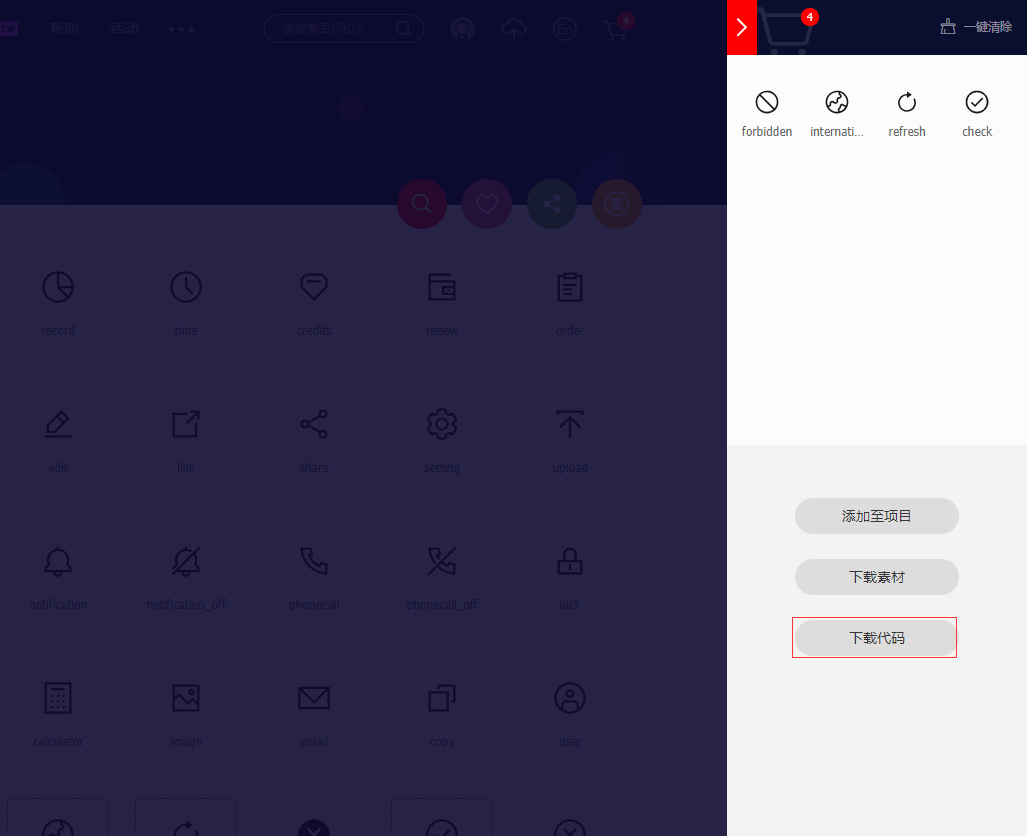 NEW
帮助
活动
请搜索图标和人
En
4
4
一键清除
forbidden
internati...
refresh
check
赏
record
time
credits
renew
order
edit
link
share
setting
upload
notification
notification_off
phonecall
phonecall_off
lock
calculator
image
email
copy
user
添加至项目
下载素材
下载代码